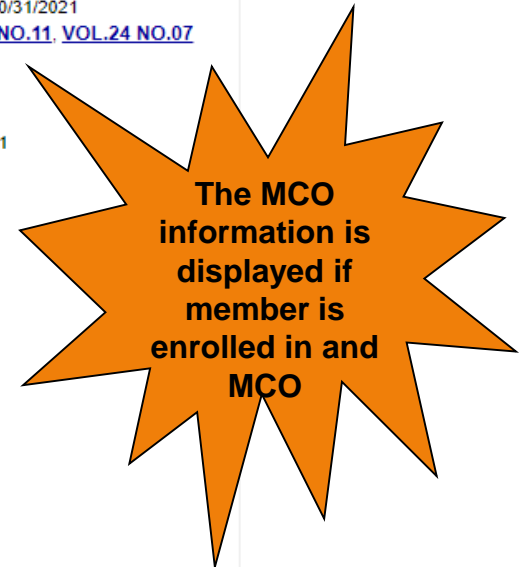 0/31/2021
NO.11, VOL.24 NO.07
1
The MCO
information is
displayed if
member is
enrolled in and
MCO